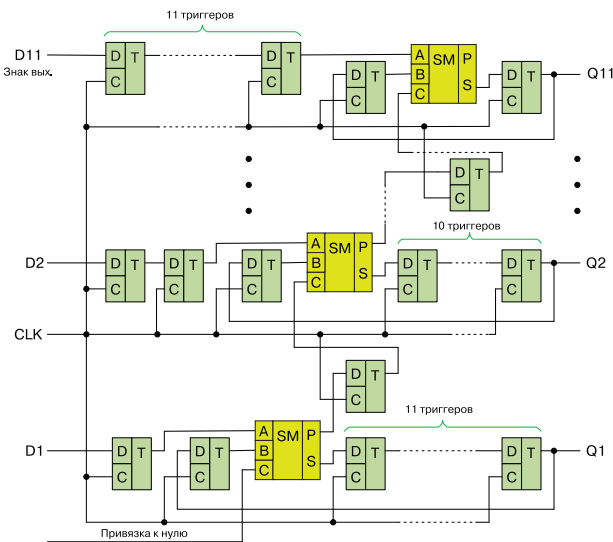 11 триггеров
D11
Знак вых.
D T
C
D T
C
D T
C
A SM P
B
C S
D T
C
Q11
D T
C
10 триггеров
D2
D T
C
D T
C
D T
C
A SM P
B
C S
D T
C
D T
C
Q2
CLK
D T
C
11 триггеров
D1
D T
C
D T
C
A SM P
B
C S
D T
C
D T
C
Q1
Привязка к нулю